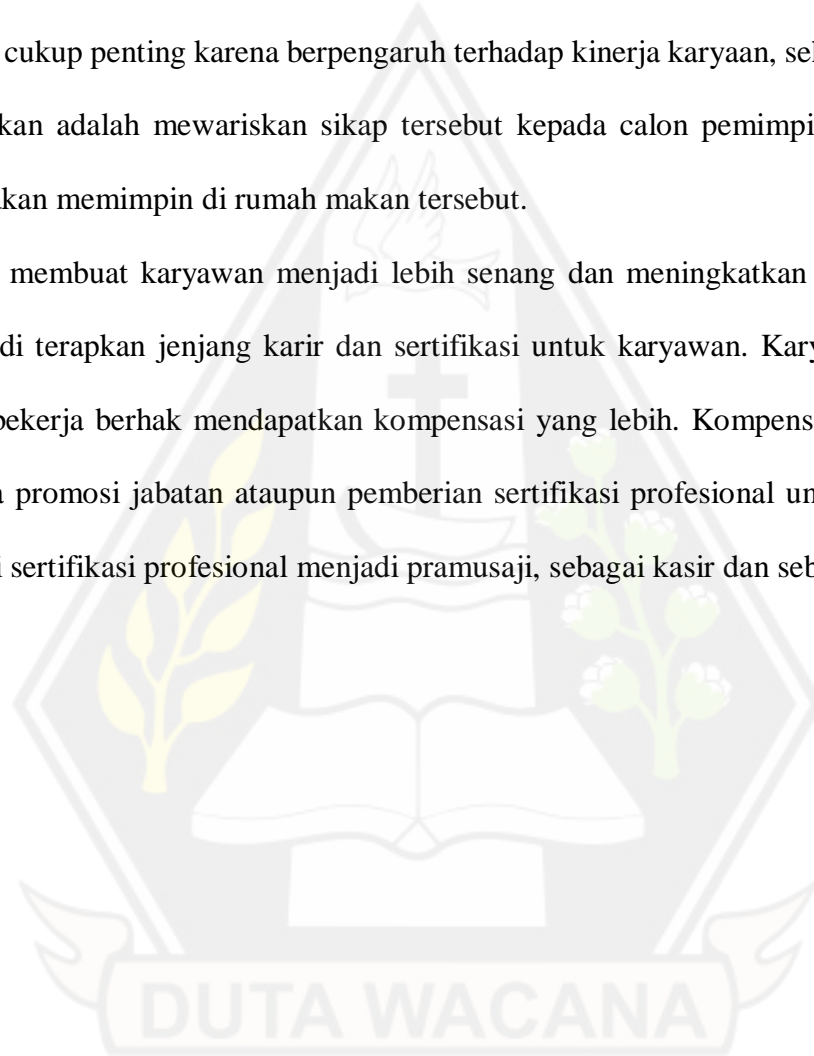 cukup penting karena berpengaruh terhadap kinerja karyaan, sel
kan adalah mewariskan sikap tersebut kepada calon pemimpi
akan memimpin di rumah makan tersebut.
membuat karyawan menjadi lebih senang dan meningkatkan
di terapkan jenjang karir dan sertifikasi untuk karyawan. Kary
pekerja berhak mendapatkan kompensasi yang lebih. Kompens
a promosi jabatan ataupun pemberian sertifikasi profesional un
i sertifikasi profesional menjadi pramusaji, sebagai kasir dan seb
DUTA WACANA